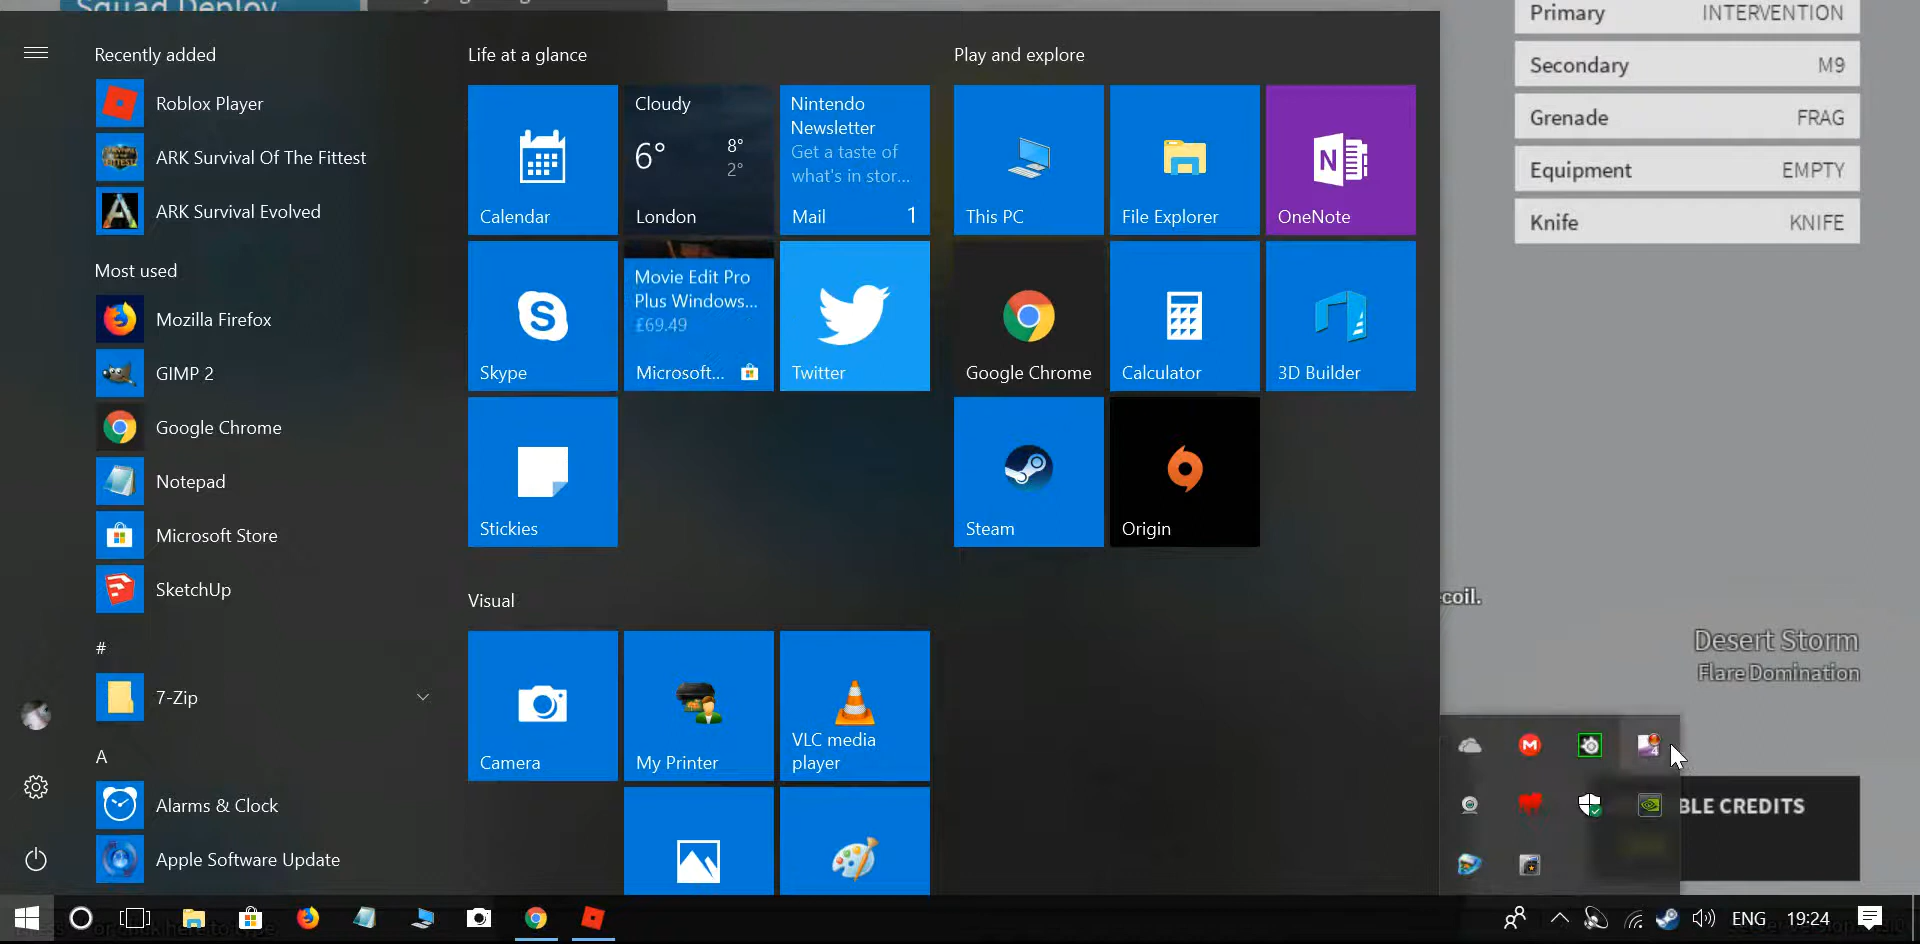 Squad Deploy
Primary INTERVENTION
Secondary M9
Grenade FRAG
Equipment EMPTY
Knife KNIFE
Recently added
Roblox Player
ARK Survival Of The Fittest
ARK Survival Evolved
Most used
Mozilla Firefox
GIMP 2
Google Chrome
Notepad
Microsoft Store
SketchUp
#
7-Zip
A
Alarms & Clock
Apple Software Update
Life at a glance
Calendar
Cloudy
6° 8°
2°
London
Nintendo
Newsletter
Get a taste of
what's in stor...
Mail 1
Skype
Movie Edit Pro
Plus Windows...
£69.49
Microsoft...
Twitter
Stickies
Play and explore
This PC
File Explorer
OneNote
Google Chrome
Calculator
3D Builder
Steam
Origin
Visual
Camera
My Printer
VLC media
player
coil.
Desert Storm
Flare Domination
BLE CREDITS
ENG 19:24